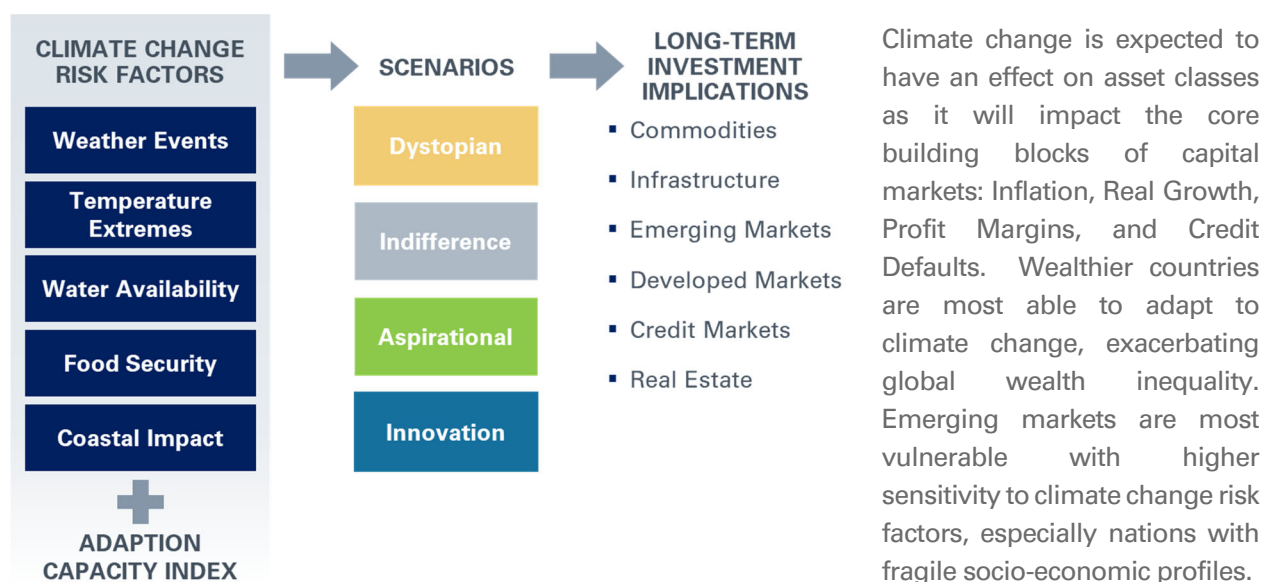 CLIMATE CHANGE
RISK FACTORS
Weather Events
Temperature
Extremes
Water Availability
Food Security
Coastal Impact
ADAPTION
CAPACITY INDEX
SCENARIOS
Dystopian
Indifference
Aspirational
Innovation
LONG-TERM
INVESTMENT
IMPLICATIONS
▪ Commodities
▪ Infrastructure
▪ Emerging Markets
▪ Developed Markets
▪ Credit Markets
▪ Real Estate
Climate change is expected to
have an effect on asset classes
as it will impact the core
building blocks of capital
markets: Inflation, Real Growth,
Profit Margins, and Credit
Defaults. Wealthier countries
are most able to adapt to
climate change, exacerbating
global wealth inequality.
Emerging markets are most
vulnerable with higher
sensitivity to climate change risk
factors, especially nations with
fragile socio-economic profiles.